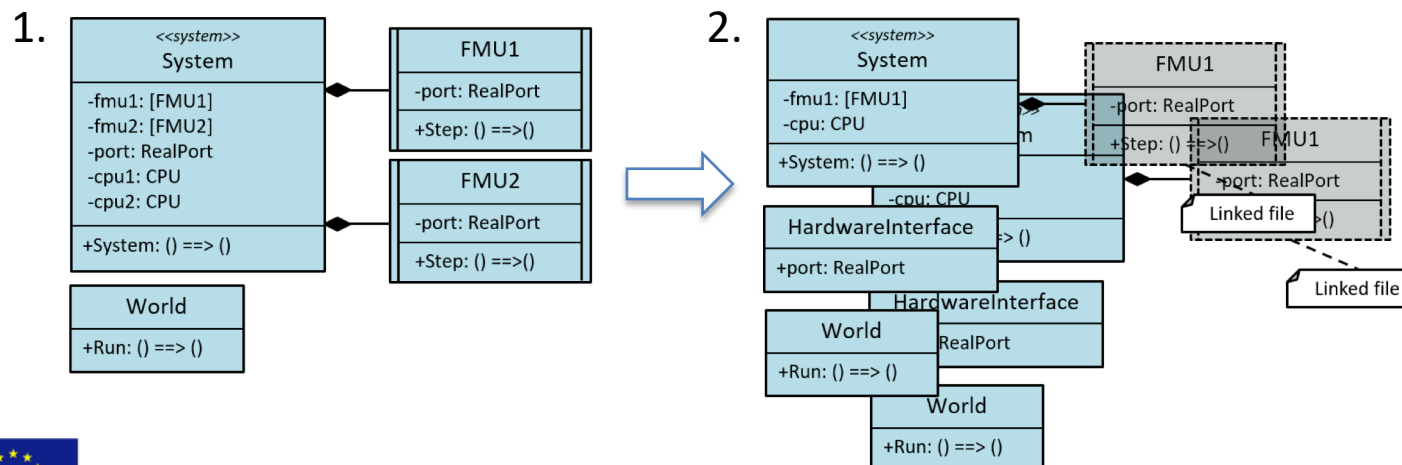 1.
<<system>>
System
-fmu1: [FMU1]
-fmu2: [FMU2]
-port: RealPort
-cpu1: CPU
-cpu2: CPU
+System: () ==> ()
FMU1
-port: RealPort
+Step: () ==>()
FMU2
-port: RealPort
+Step: () ==>()
World
+Run: () ==> ()
2.
<<system>>
System
-fmu1: [FMU1]
-cpu: CPU
+System: () ==> ()
FMU1
-port: RealPort
+Step: () ==>()
Linked file
HardwareInterface
+port: RealPort
World
+Run: () ==> ()
>>
m
-cpu: CPU
=> ()
FMU1
-port: RealPort
>()
Linked file
HardwareInterface
RealPort
World
+Run: () ==> ()